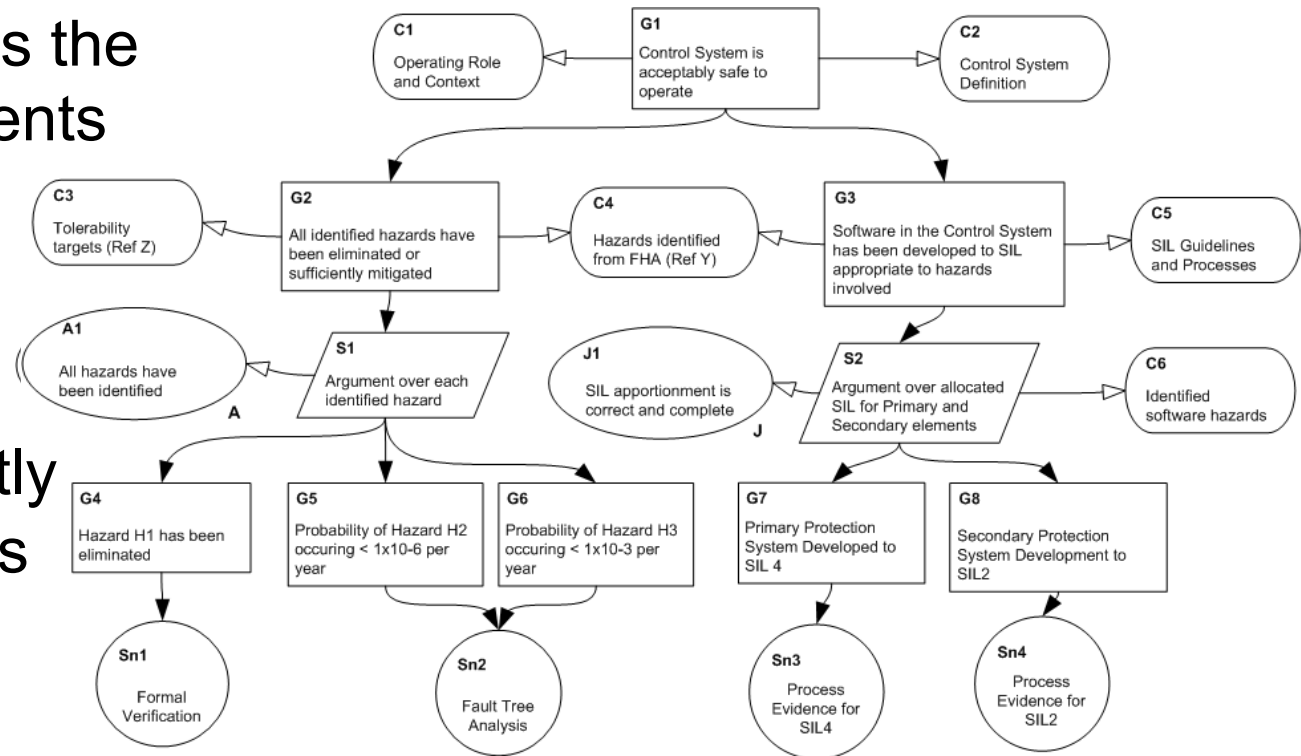 s the
ents
tly
s
C1
Operating Role
and Context
G1
Control System is
acceptably safe to
operate
C2
Control System
Definition
C3
Tolerability
targets (Ref Z)
G2
All identified hazards have
been eliminated or
sufficiently mitigated
C4
Hazards identified
from FHA (Ref Y)
G3
Software in the Control System
has been developed to SIL
appropriate to hazards
involved
C5
SIL Guidelines
and Processes
A1
All hazards have
been identified
A
S1
Argument over each
identified hazard
J1
SIL apportionment is
correct and complete
J
S2
Argument over allocated
SIL for Primary and
Secondary elements
C6
Identified
software hazards
G4
Hazard H1 has been
eliminated
G5
Probability of Hazard H2
occuring < 1x10-6 per
year
G6
Probability of Hazard H3
occuring < 1x10-3 per
year
G7
Primary Protection
System Developed to
SIL 4
G8
Secondary Protection
System Development to
SIL2
Sn1
Formal
Verification
Sn2
Fault Tree
Analysis
Sn3
Process
Evidence for
SIL4
Sn4
Process
Evidence for
SIL2